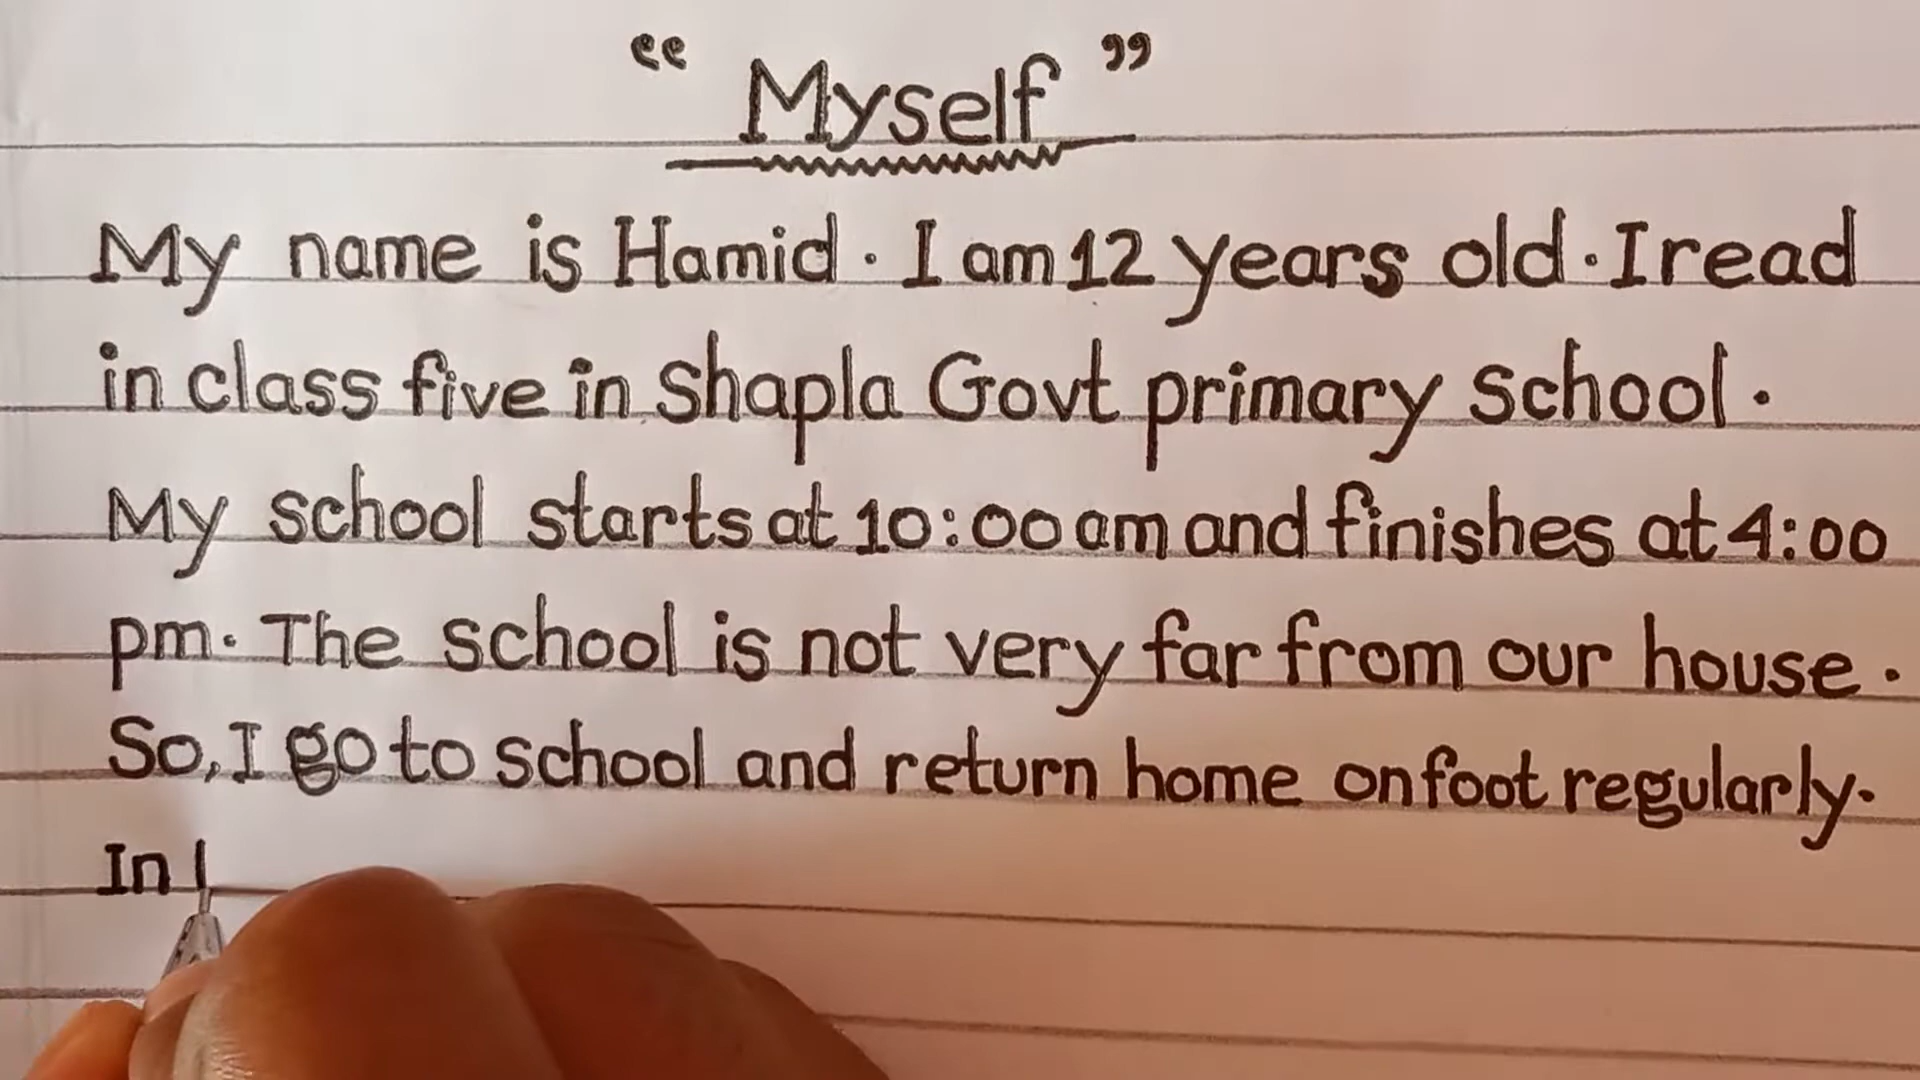 “ Myself ”
My name is Hamid. I am 12 years old. I read
in class five in Shapla Govt primary school.
My school starts at 10:00 am and finishes at 4:00
pm. The school is not very far from our house.
So, I go to school and return home on foot regularly.
In